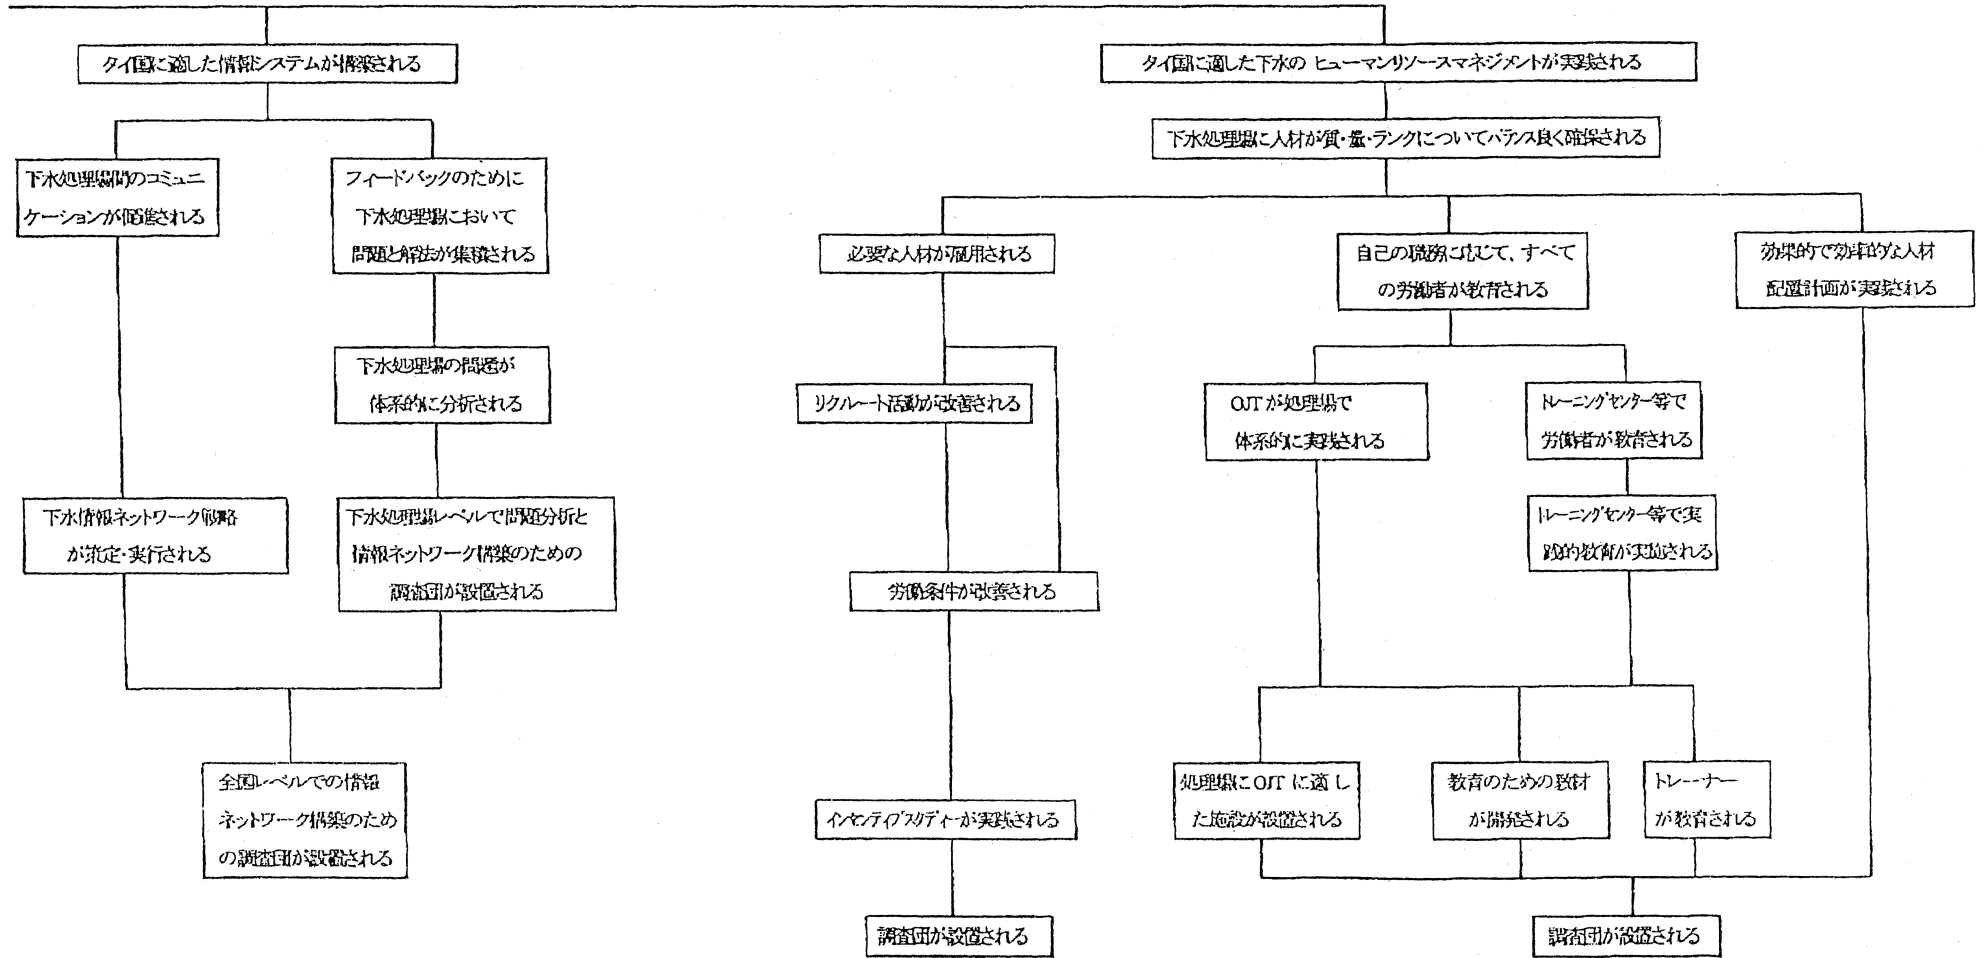 タイ国に適した情報システムが構築される
タイ国に適した下水の ヒューマンリソースマネジメントが実践される
下水処理場に人材が質・量・ランクについてバランス良く確保される
下水処理場間のコミュニ
ケーションが促進される
フィードバックのために
下水処理場において
問題と解法が集積される
必要な人材が雇用される
自己の職務に応じて、すべて
の労働者が教育される
効果的で効率的な人材
配置計画が実践される
下水処理場の問題が
体系的に分析される
リクルート活動が改善される
OJTが処理場で
体系的に実践される
トレーニングセンター等で
労働者が教育される
下水情報ネットワーク戦略
が策定・実行される
下水処理場レベルで問題分析と
情報ネットワーク構築のための
調査団が設置される
トレーニングセンター等で実
践的教育が実施される
労働条件が改善される
全国レベルでの情報
ネットワーク構築のため
の調査団が設置される
インセンティブスタディーが実践される
処理場にOJTに適し
た施設が設置される
教育のための教材
が開発される
トレーナー
が教育される
調査団が設置される
調査団が設置される